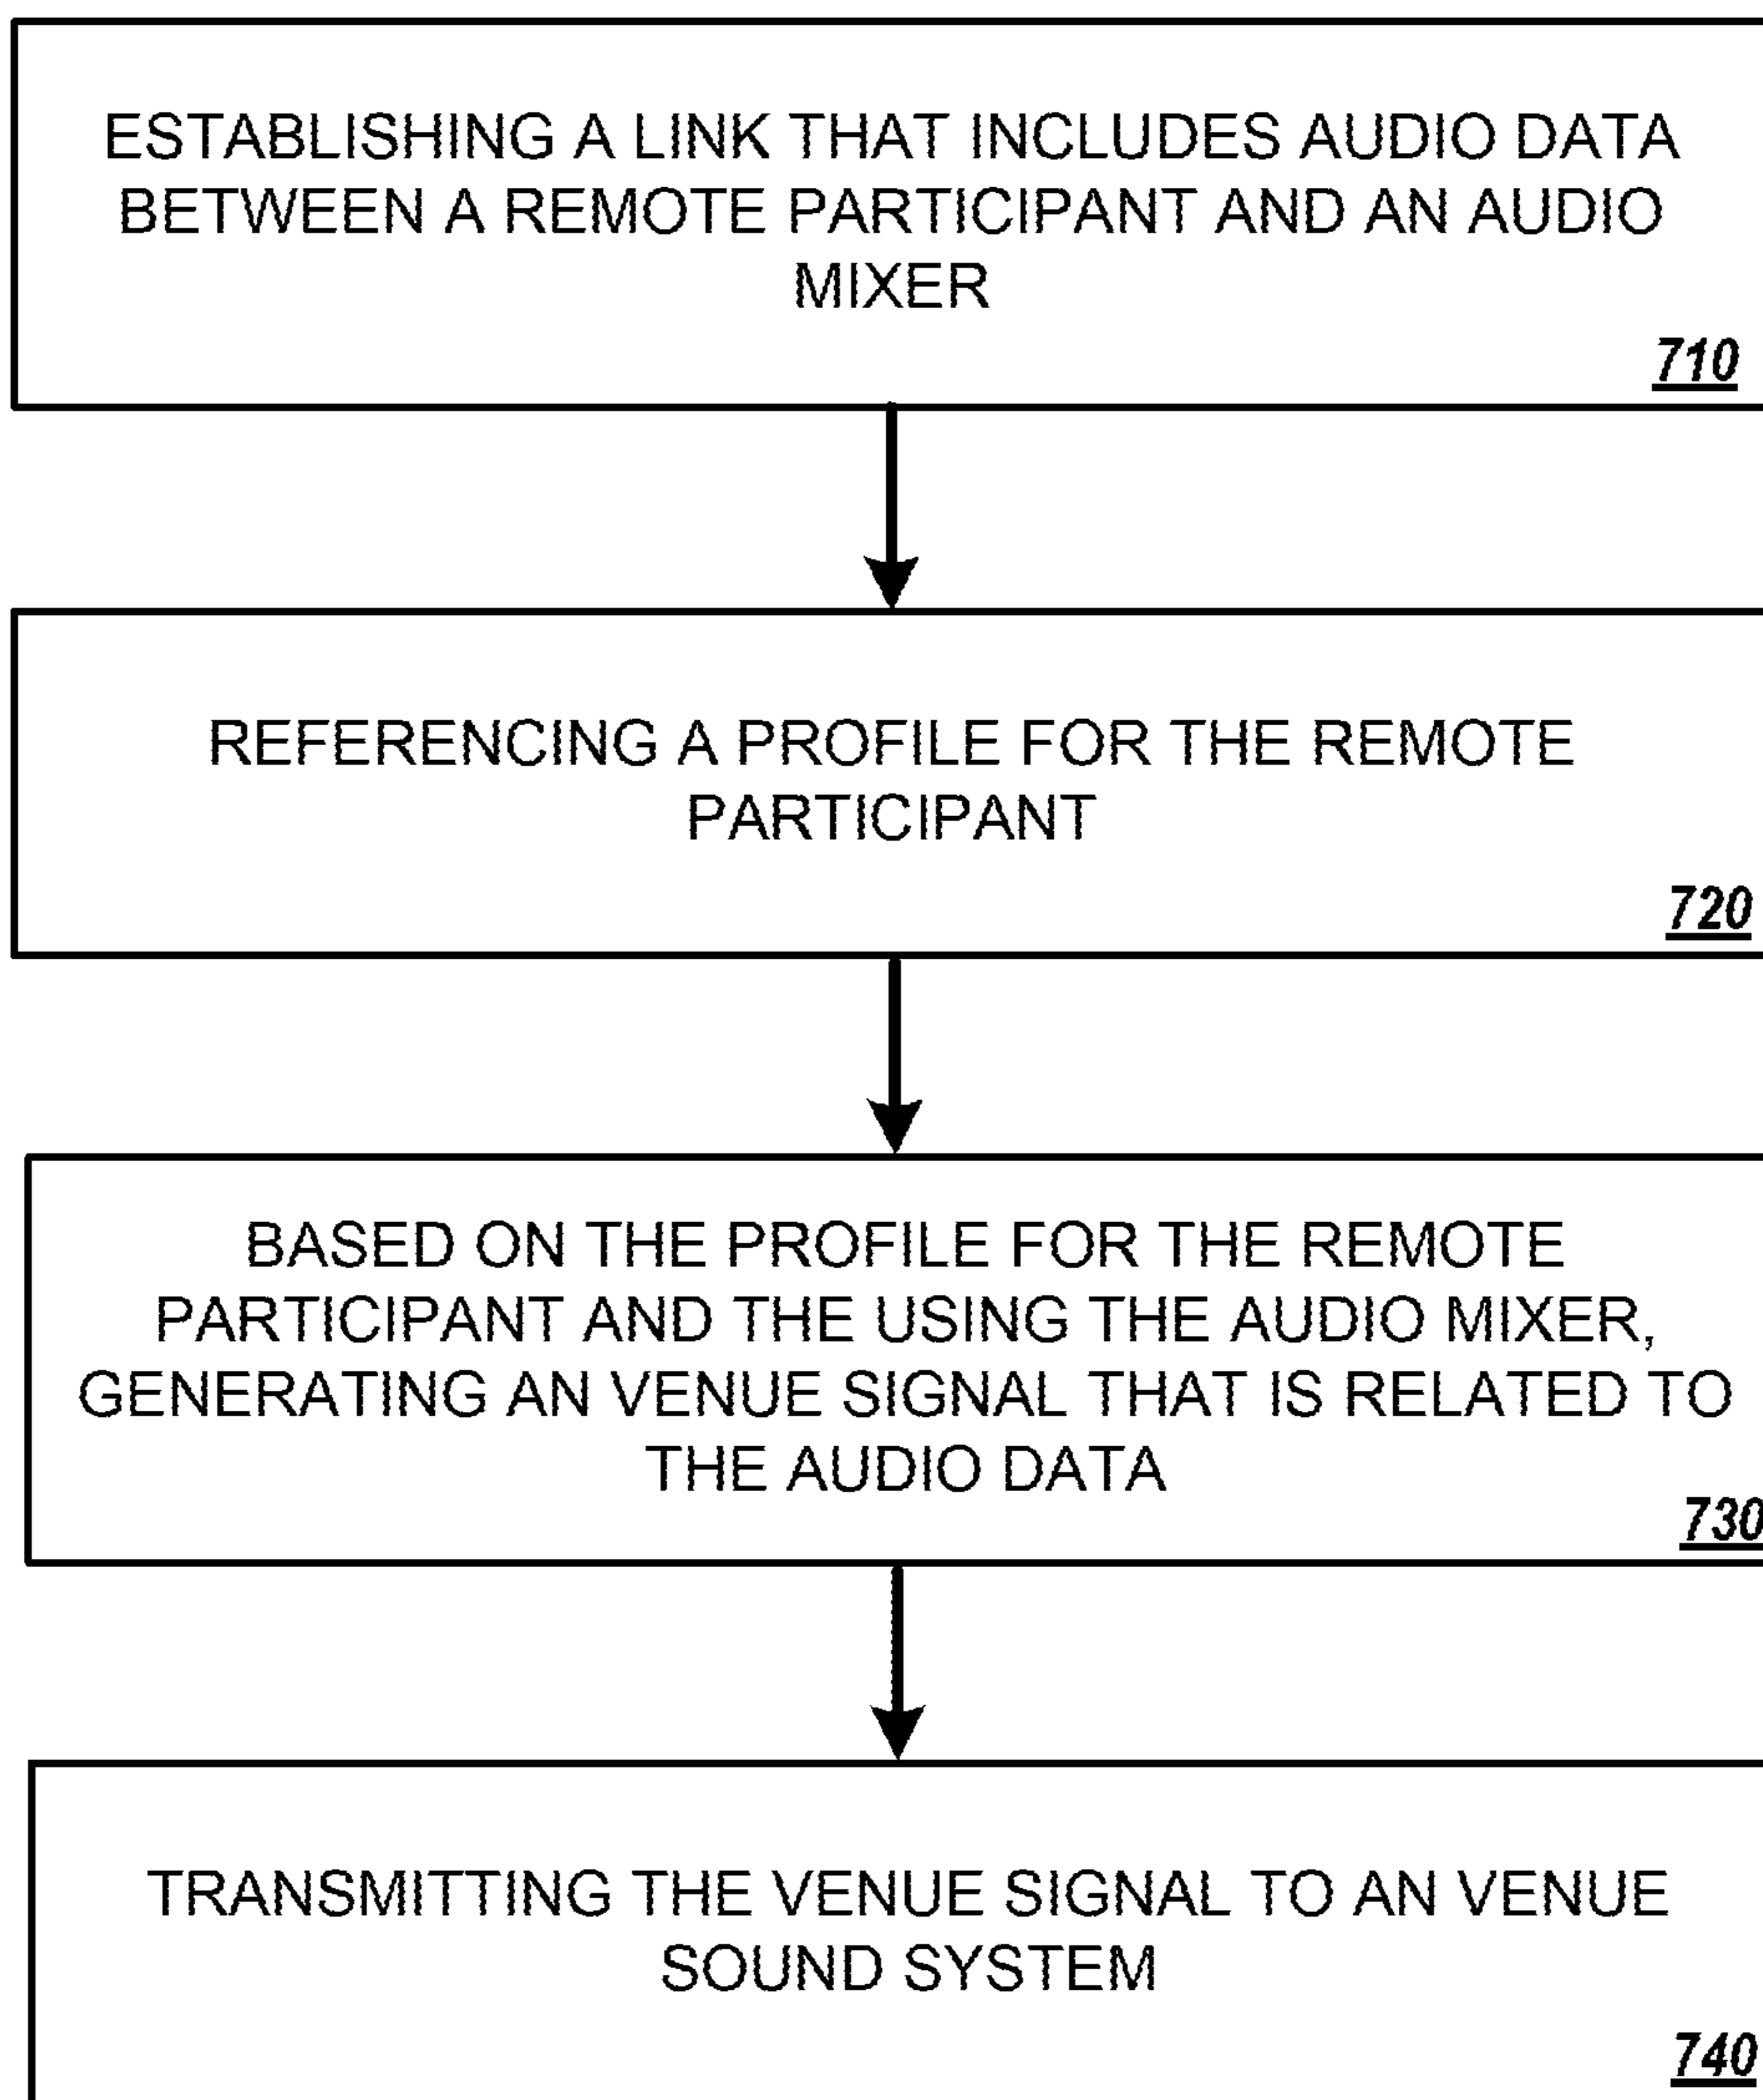 ESTABLISHING A LINK THAT INCLUDES AUDIO DATA
BETWEEN A REMOTE PARTICIPANT AND AN AUDIO
MIXER
710
REFERENCING A PROFILE FOR THE REMOTE
PARTICIPANT
720
BASED ON THE PROFILE FOR THE REMOTE
PARTICIPANT AND THE USING THE AUDIO MIXER,
GENERATING AN VENUE SIGNAL THAT IS RELATED TO
THE AUDIO DATA
730
TRANSMITTING THE VENUE SIGNAL TO AN VENUE
SOUND SYSTEM
740